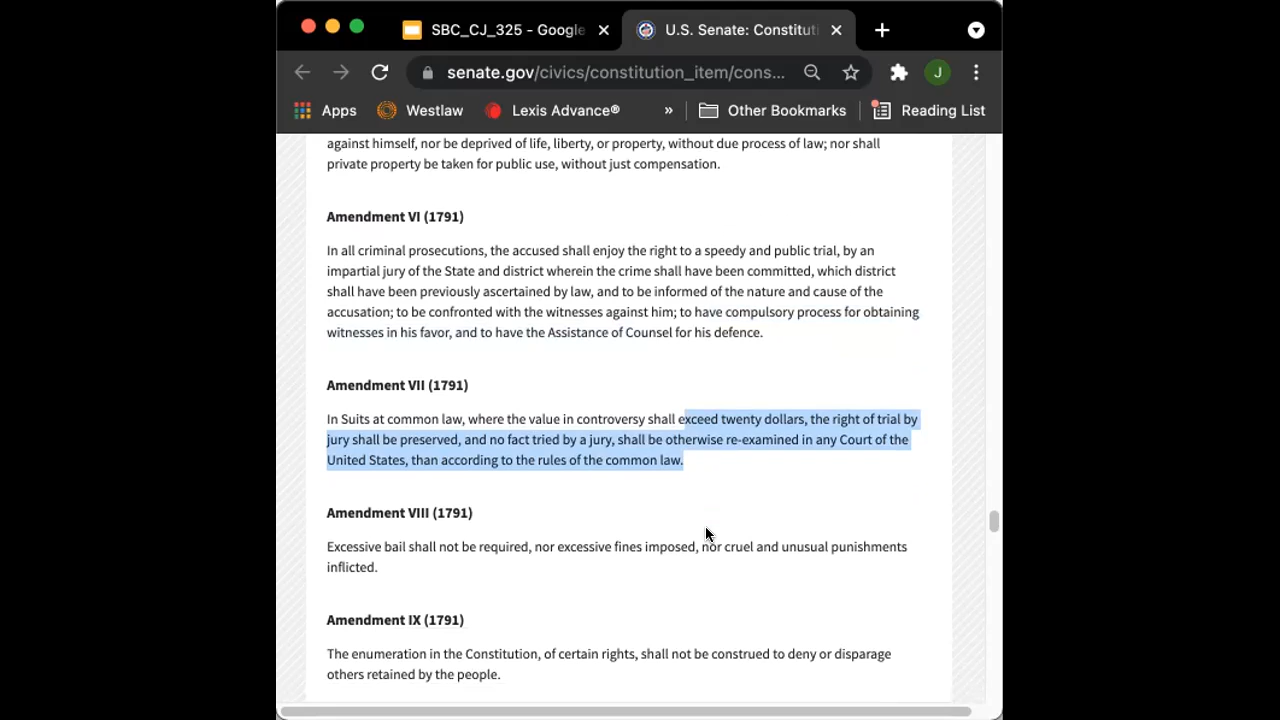 SBC_CJ_325 - Google
U.S. Senate: Constituti
senate.gov/civics/constitution_item/cons...
J
Apps
Westlaw
Lexis Advance®
»
Other Bookmarks
Reading List
against himself, nor be deprived of life, liberty, or property, without due process of law; nor shall
private property be taken for public use, without just compensation.
Amendment VI (1791)
In all criminal prosecutions, the accused shall enjoy the right to a speedy and public trial, by an
impartial jury of the State and district wherein the crime shall have been committed, which district
shall have been previously ascertained by law, and to be informed of the nature and cause of the
accusation; to be confronted with the witnesses against him; to have compulsory process for obtaining
witnesses in his favor, and to have the Assistance of Counsel for his defence.
Amendment VII (1791)
In Suits at common law, where the value in controversy shall exceed twenty dollars, the right of trial by
jury shall be preserved, and no fact tried by a jury, shall be otherwise re-examined in any Court of the
United States, than according to the rules of the common law.
Amendment VIII (1791)
Excessive bail shall not be required, nor excessive fines imposed, nor cruel and unusual punishments
inflicted.
Amendment IX (1791)
The enumeration in the Constitution, of certain rights, shall not be construed to deny or disparage
others retained by the people.